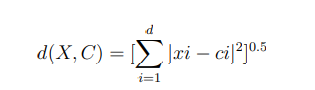 d(X, C) = [∑_{i=1}^{d} |xi − ci|²]^{0.5}